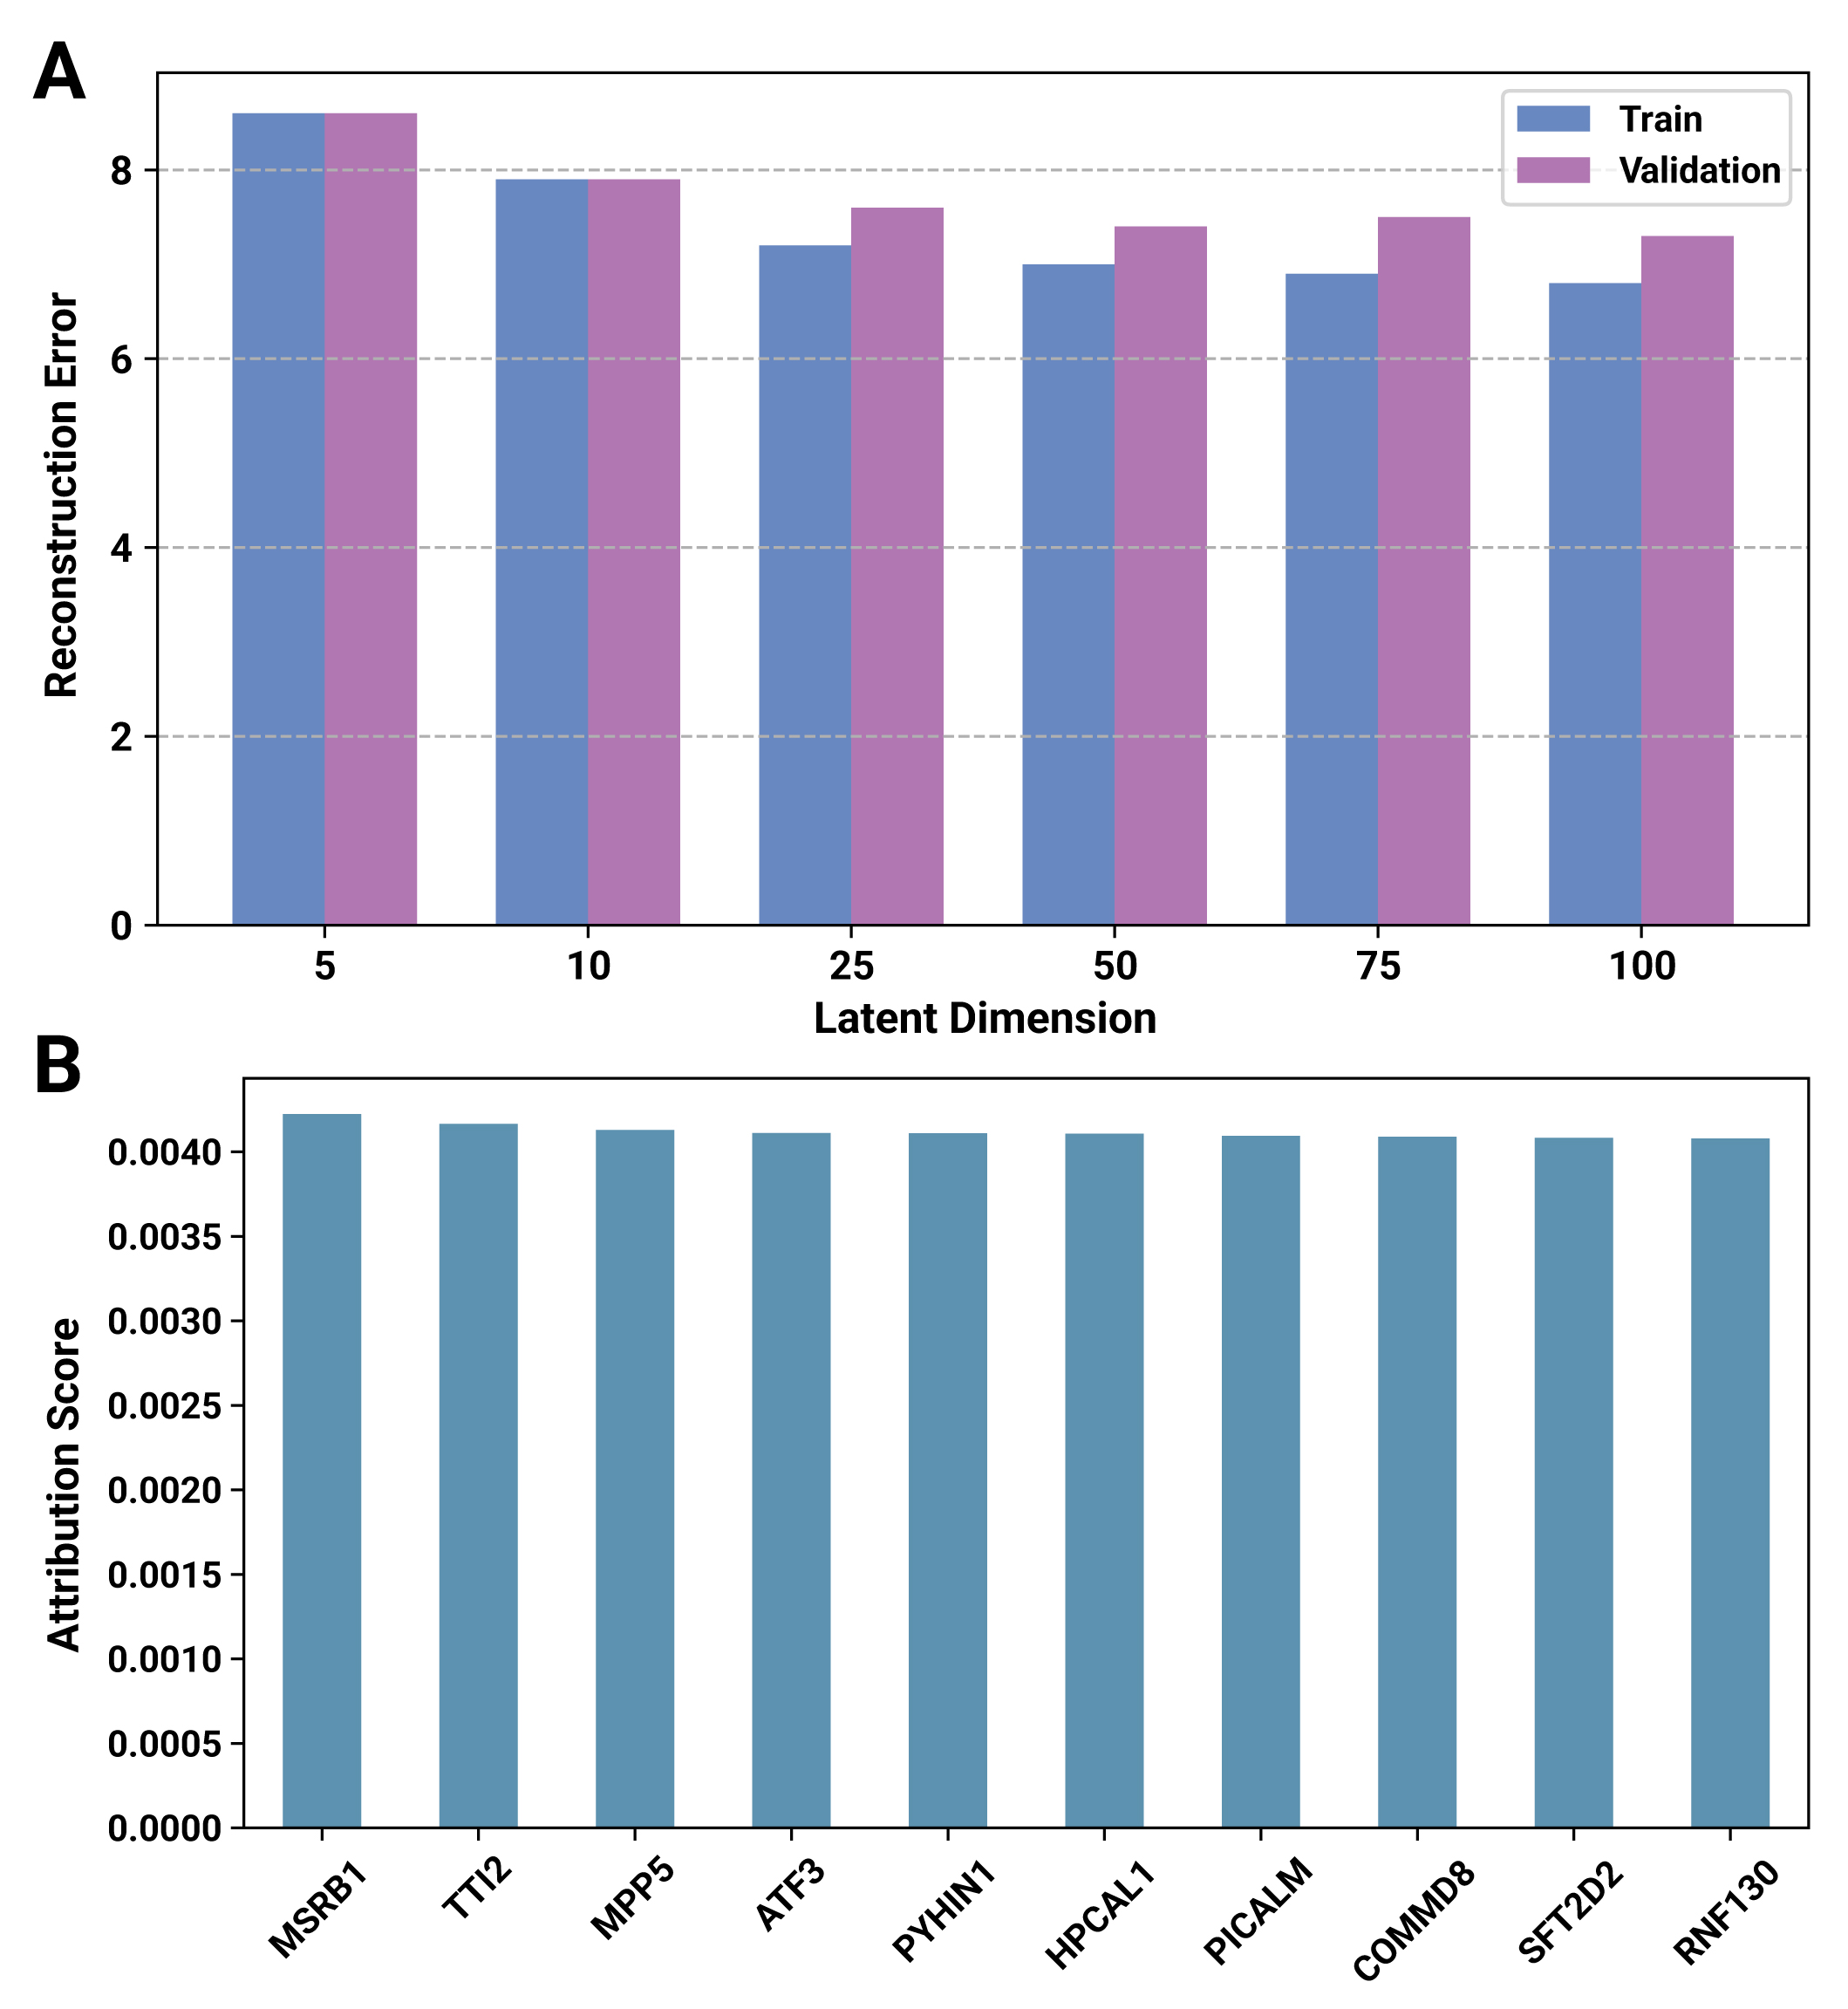 A
Train
Validation
8
6
4
2
0
Reconstruction Error
5 10 25 50 75 100
Latent Dimension
B
0.0040
0.0035
0.0030
0.0025
0.0020
0.0015
0.0010
0.0005
0.0000
Attribution Score
MSRB1 TTI2 MPP5 ATF3 PYHIN1 HPCAL1 PICALM COMMD8 SFT2D2 RNF130